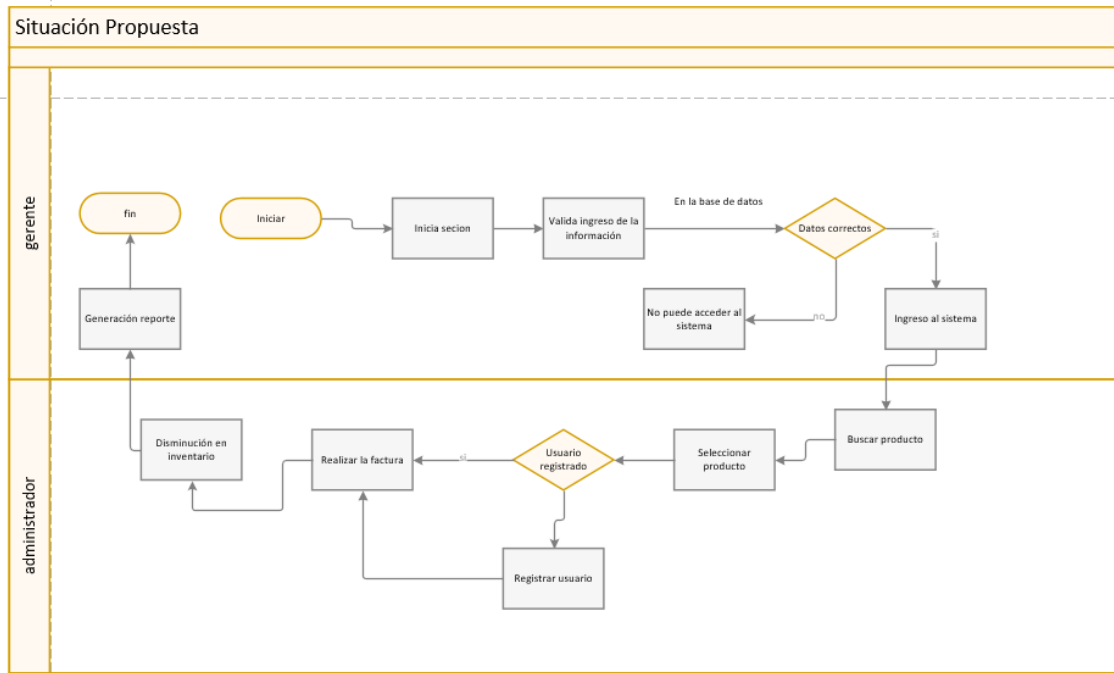 Situación Propuesta
gerente
fin
Iniciar
Inicia secion
Valida ingreso de la
información
En la base de datos
Datos correctos
si
no
No puede acceder al
sistema
Ingreso al sistema
Generación reporte
administrador
Disminución en
inventario
Realizar la factura
si
Usuario
registrado
Seleccionar
producto
Buscar producto
Registrar usuario